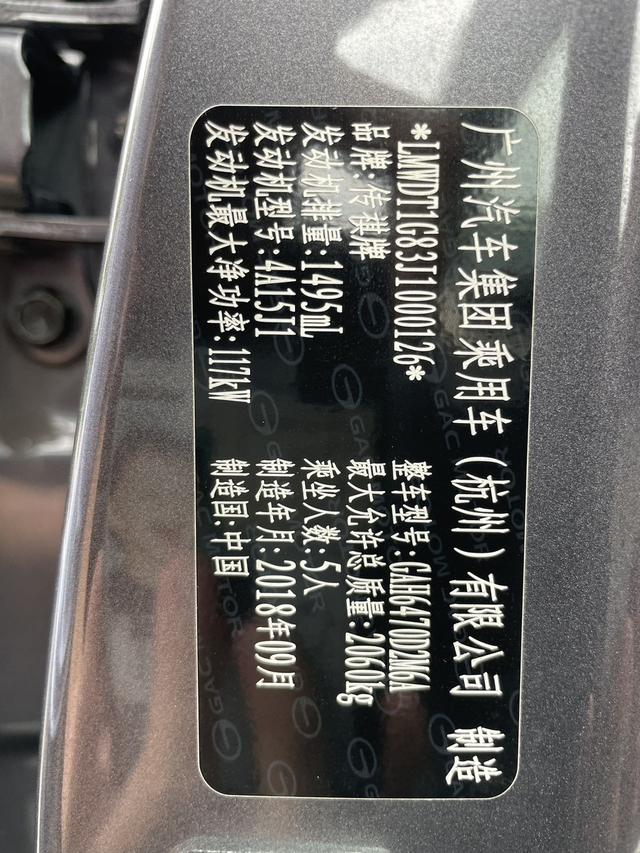 广州汽车集团乘用车（杭州）有限公司 制造
*LMWDT1G83J1000126*
整车型号:GAH6470D2M6A
品牌:传祺牌
最大允许总质量:2060kg
发动机排量:1495mL
乘坐人数:5人
发动机型号:4A15J1
制造年月:2018年09月
发动机最大净功率:117kW
制造国:中国
GAC MOTOR